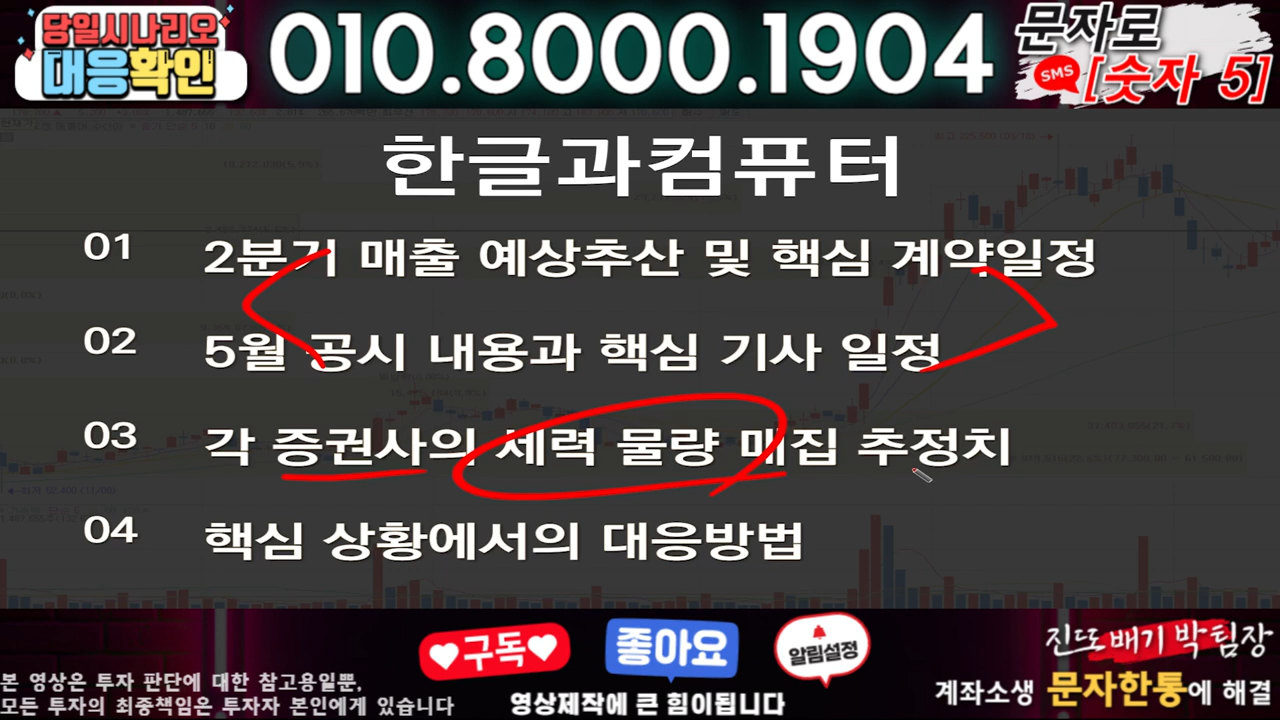 당일시나리오
대응확인
010.8000.1904
문자로
SMS [숫자 5]
한글과컴퓨터
01 2분기 매출 예상추산 및 핵심 계약일정
02 5월 공시 내용과 핵심 기사 일정
03 각 증권사의 세력 물량 매집 추정치
04 핵심 상황에서의 대응방법
구독
좋아요
알림설정
영상제작에 큰 힘이됩니다
본 영상은 투자 판단에 대한 참고용일뿐,
모든 투자의 최종책임은 투자자 본인에게 있습니다
진또배기 박팀장
계좌소생 문자한통에 해결